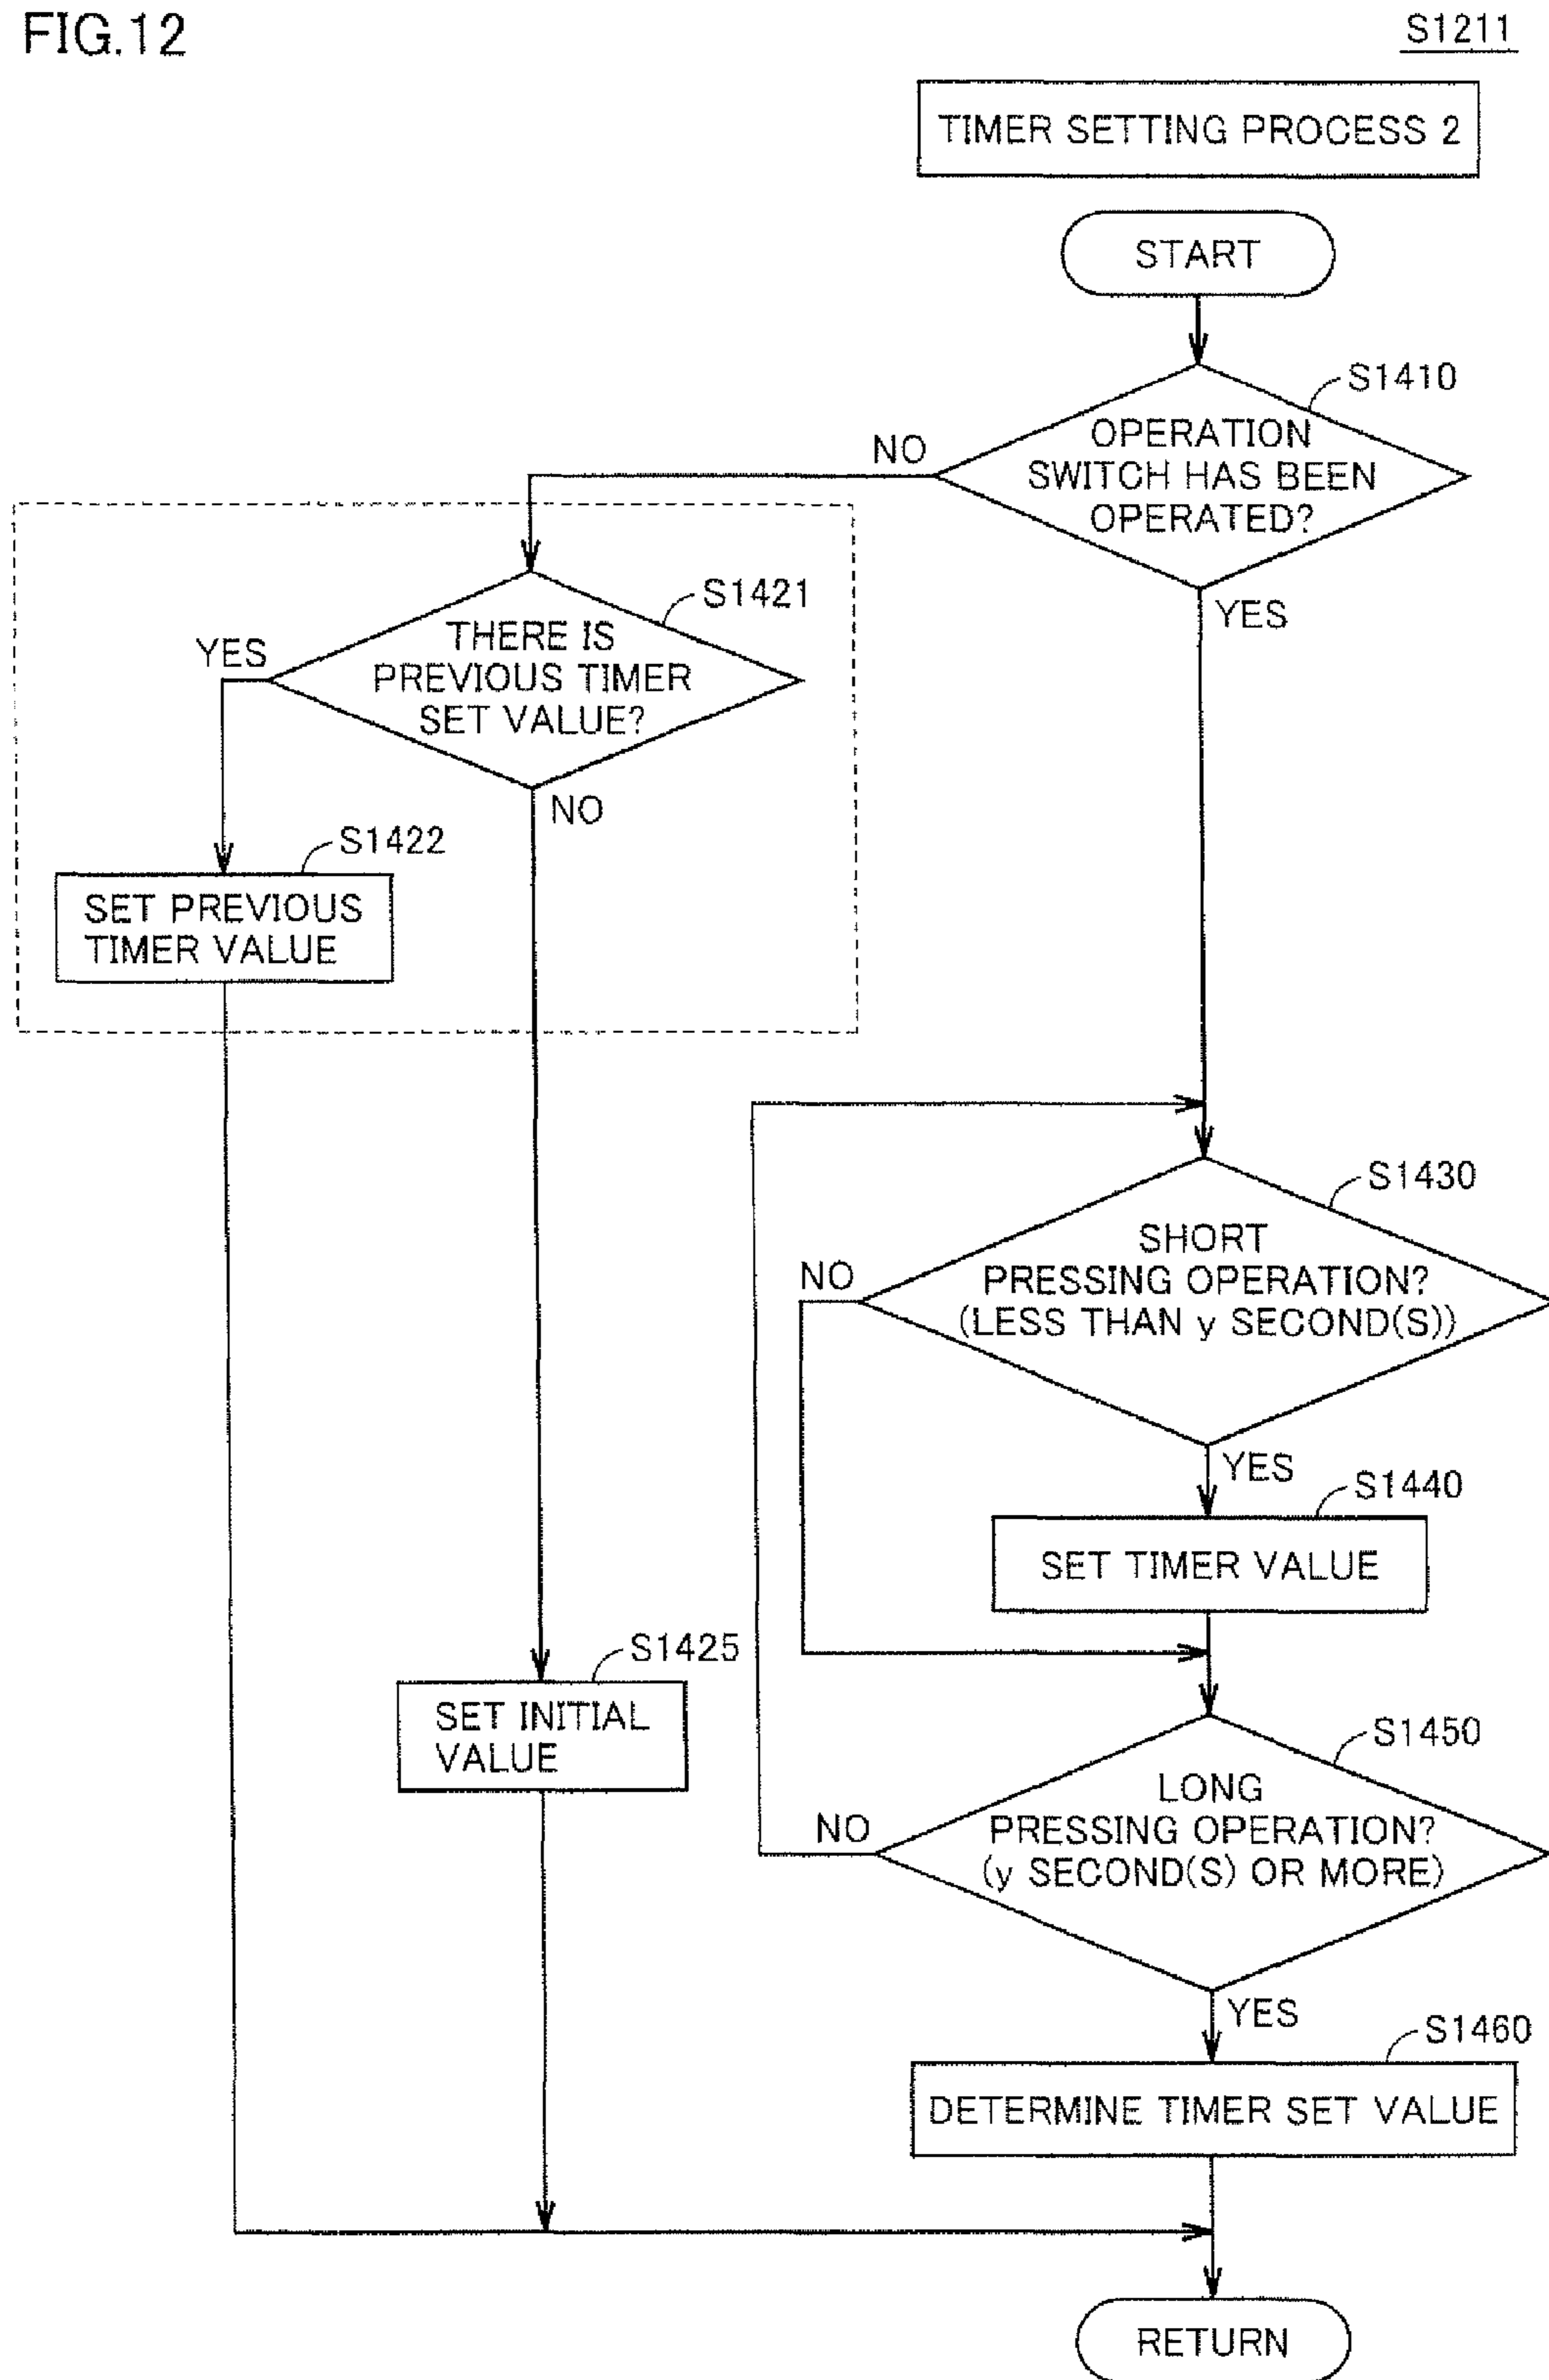 FIG.12
S1211
TIMER SETTING PROCESS 2
START
S1410
OPERATION
SWITCH HAS BEEN
OPERATED?
NO
YES
S1421
THERE IS
PREVIOUS TIMER
SET VALUE?
YES
NO
S1422
SET PREVIOUS
TIMER VALUE
S1430
SHORT
PRESSING OPERATION?
(LESS THAN y SECOND(S))
NO
YES
S1440
SET TIMER VALUE
S1425
SET INITIAL
VALUE
S1450
LONG
PRESSING OPERATION?
(y SECOND(S) OR MORE)
NO
YES
S1460
DETERMINE TIMER SET VALUE
RETURN